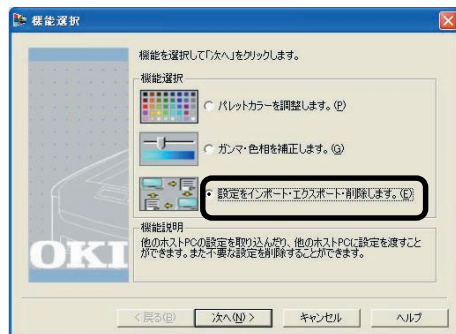 機能選択
機能を選択して「次へ」をクリックします。
機能選択
パレットカラーを調整します。(P)
ガンマ・色相を補正します。(G)
設定をインポート・エクスポート・削除します。(E)
機能説明
他のホストPCの設定を取り込んだり、他のホストPCに設定を渡すこと
ができます。また不要な設定を削除することができます。
OKI
< 戻る(B)
次へ(N) >
キャンセル
ヘルプ